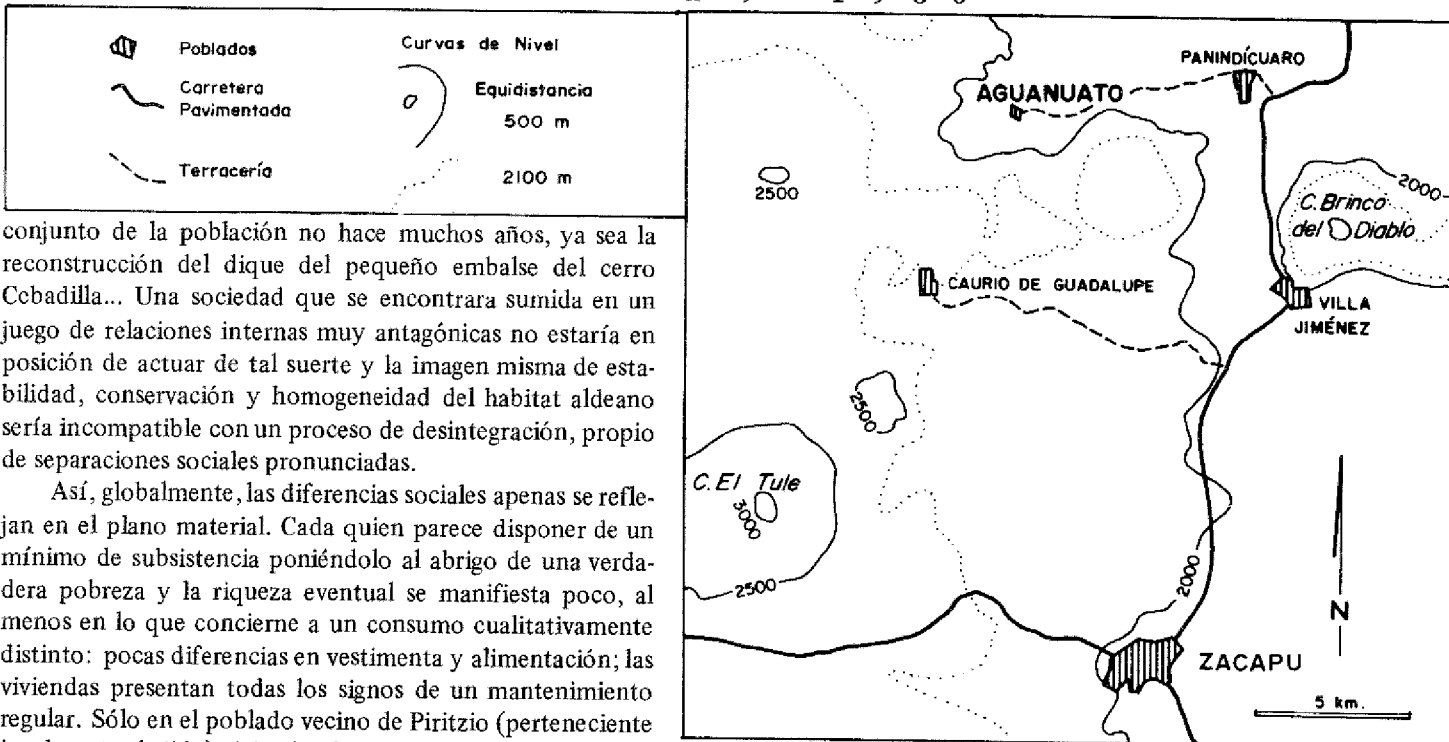 Poblados
Carretera
Pavimentada
Terracería
Curvas de Nivel
Equidistancia
500 m
2100 m
conjunto de la población no hace muchos años, ya sea la
reconstrucción del dique del pequeño embalse del cerro
Cebadilla... Una sociedad que se encontrara sumida en un
juego de relaciones internas muy antagónicas no estaría en
posición de actuar de tal suerte y la imagen misma de esta-
bilidad, conservación y homogeneidad del habitat aldeano
sería incompatible con un proceso de desintegración, propio
de separaciones sociales pronunciadas.
Así, globalmente, las diferencias sociales apenas se refle-
jan en el plano material. Cada quien parece disponer de un
mínimo de subsistencia poniéndolo al abrigo de una verda-
dera pobreza y la riqueza eventual se manifiesta poco, al
menos en lo que concierne a un consumo cualitativamente
distinto: pocas diferencias en vestimenta y alimentación; las
viviendas presentan todas los signos de un mantenimiento
regular. Sólo en el poblado vecino de Piritzio (perteneciente
PANINDÍCUARO
AGUANUATO
2500
2000
C. Brinco
del Diablo
CAURIO DE GUADALUPE
VILLA
JIMÉNEZ
2500
C. El Tule
3000
2500
2000
N
ZACAPU
5 km.